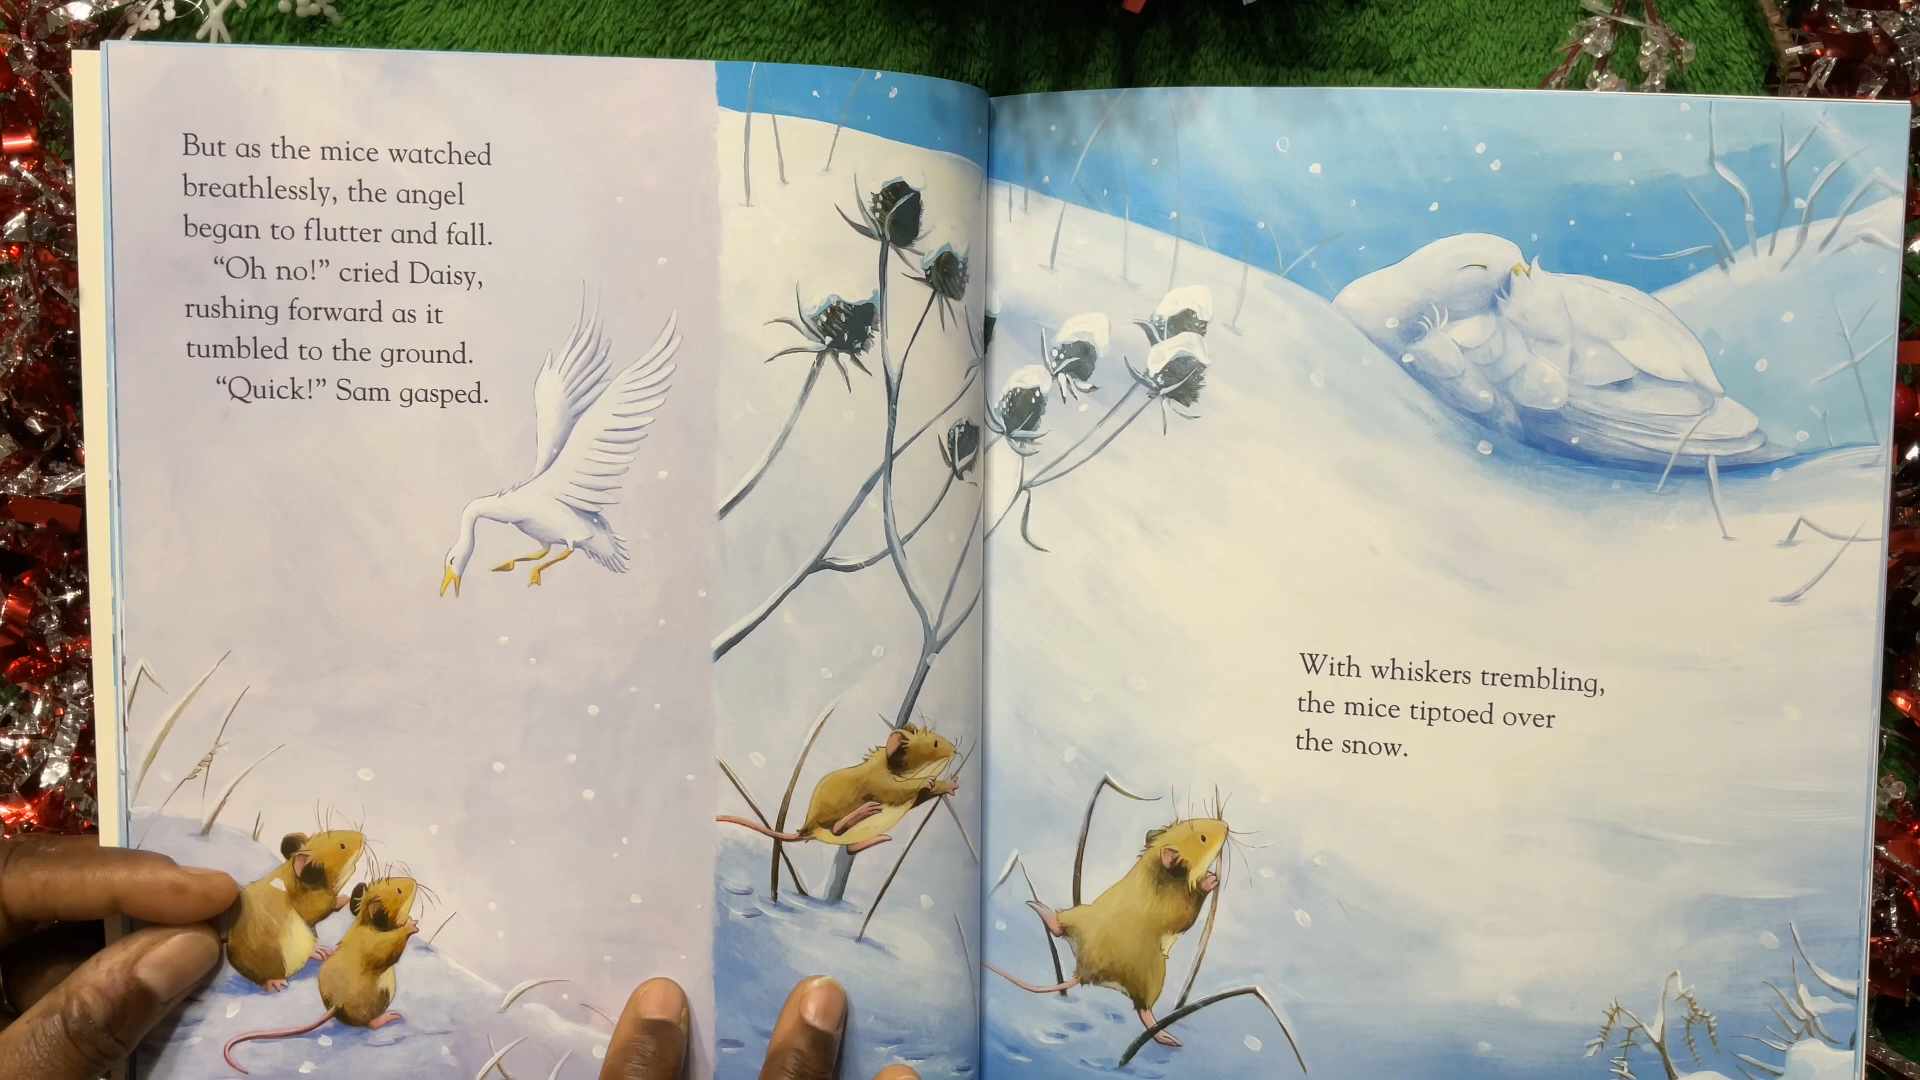 But as the mice watched
breathlessly, the angel
began to flutter and fall.
“Oh no!” cried Daisy,
rushing forward as it
tumbled to the ground.
“Quick!” Sam gasped.
With whiskers trembling,
the mice tiptoed over
the snow.